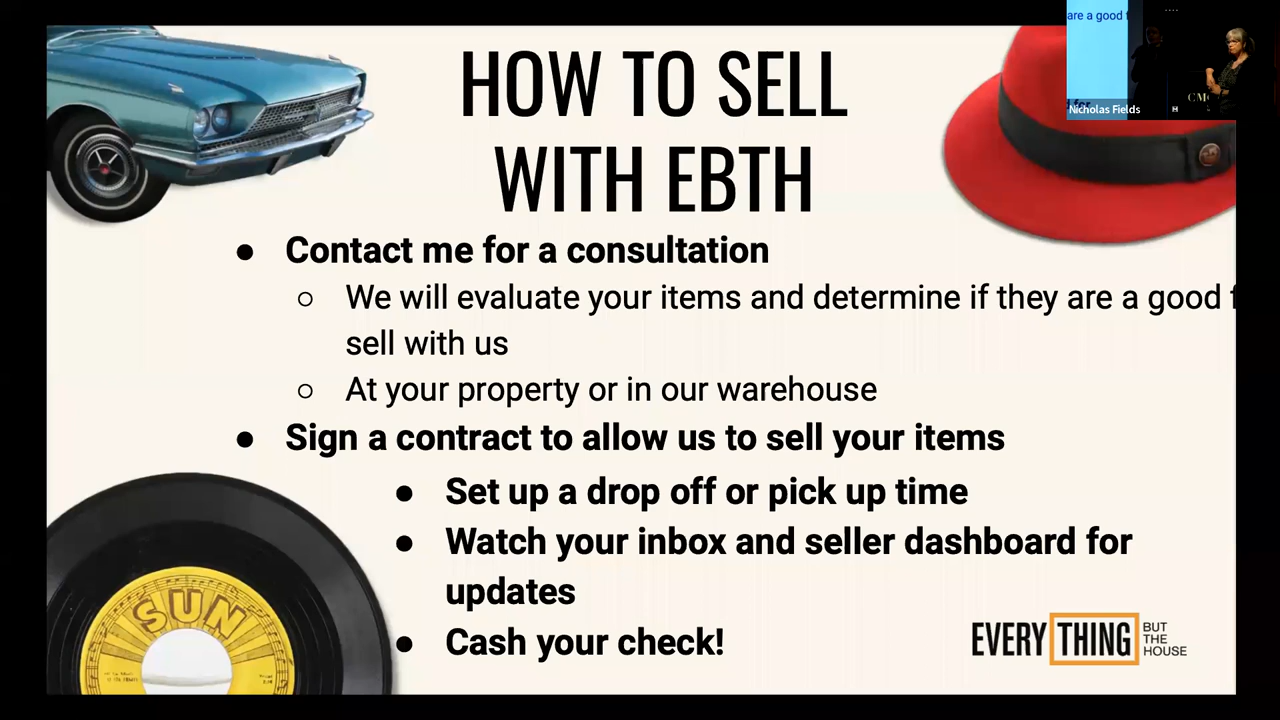 are a good f
HOW TO SELL
WITH EBTH
Nicholas Fields
● Contact me for a consultation
○ We will evaluate your items and determine if they are a good f
sell with us
○ At your property or in our warehouse
● Sign a contract to allow us to sell your items
● Set up a drop off or pick up time
● Watch your inbox and seller dashboard for
updates
● Cash your check!
SUN
EVERYTHING BUT
THE
HOUSE